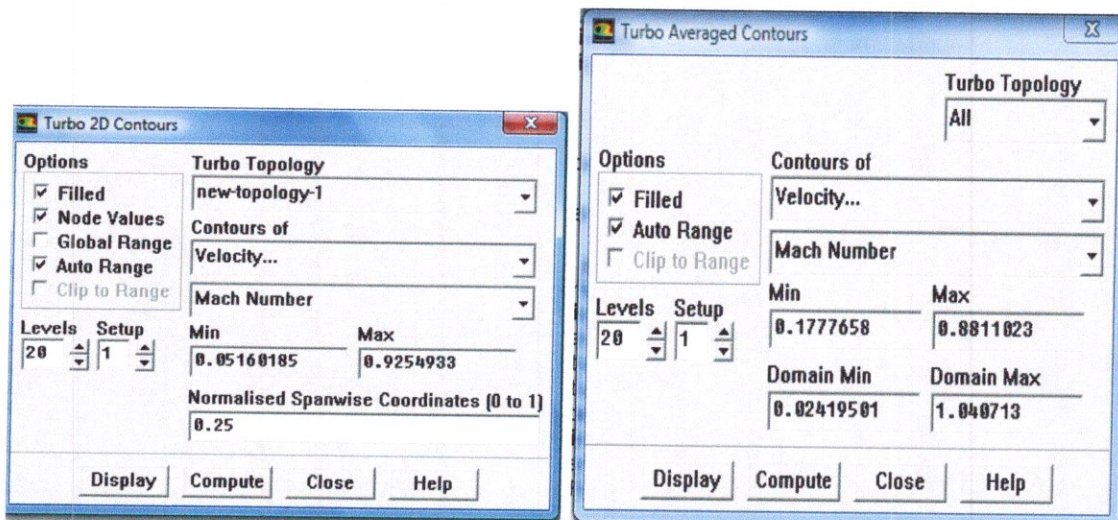 Turbo 2D Contours
Options
Filled
Node Values
Global Range
Auto Range
Clip to Range
Levels Setup
20 1
Turbo Topology
new-topology-1
Contours of
Velocity...
Mach Number
Min Max
0.05160185 0.9254933
Normalised Spanwise Coordinates (0 to 1)
0.25
Display Compute Close Help
Turbo Averaged Contours
Turbo Topology
All
Options
Filled
Auto Range
Clip to Range
Levels Setup
20 1
Contours of
Velocity...
Mach Number
Min Max
0.1777658 0.8811023
Domain Min Domain Max
0.02419501 1.040713
Display Compute Close Help